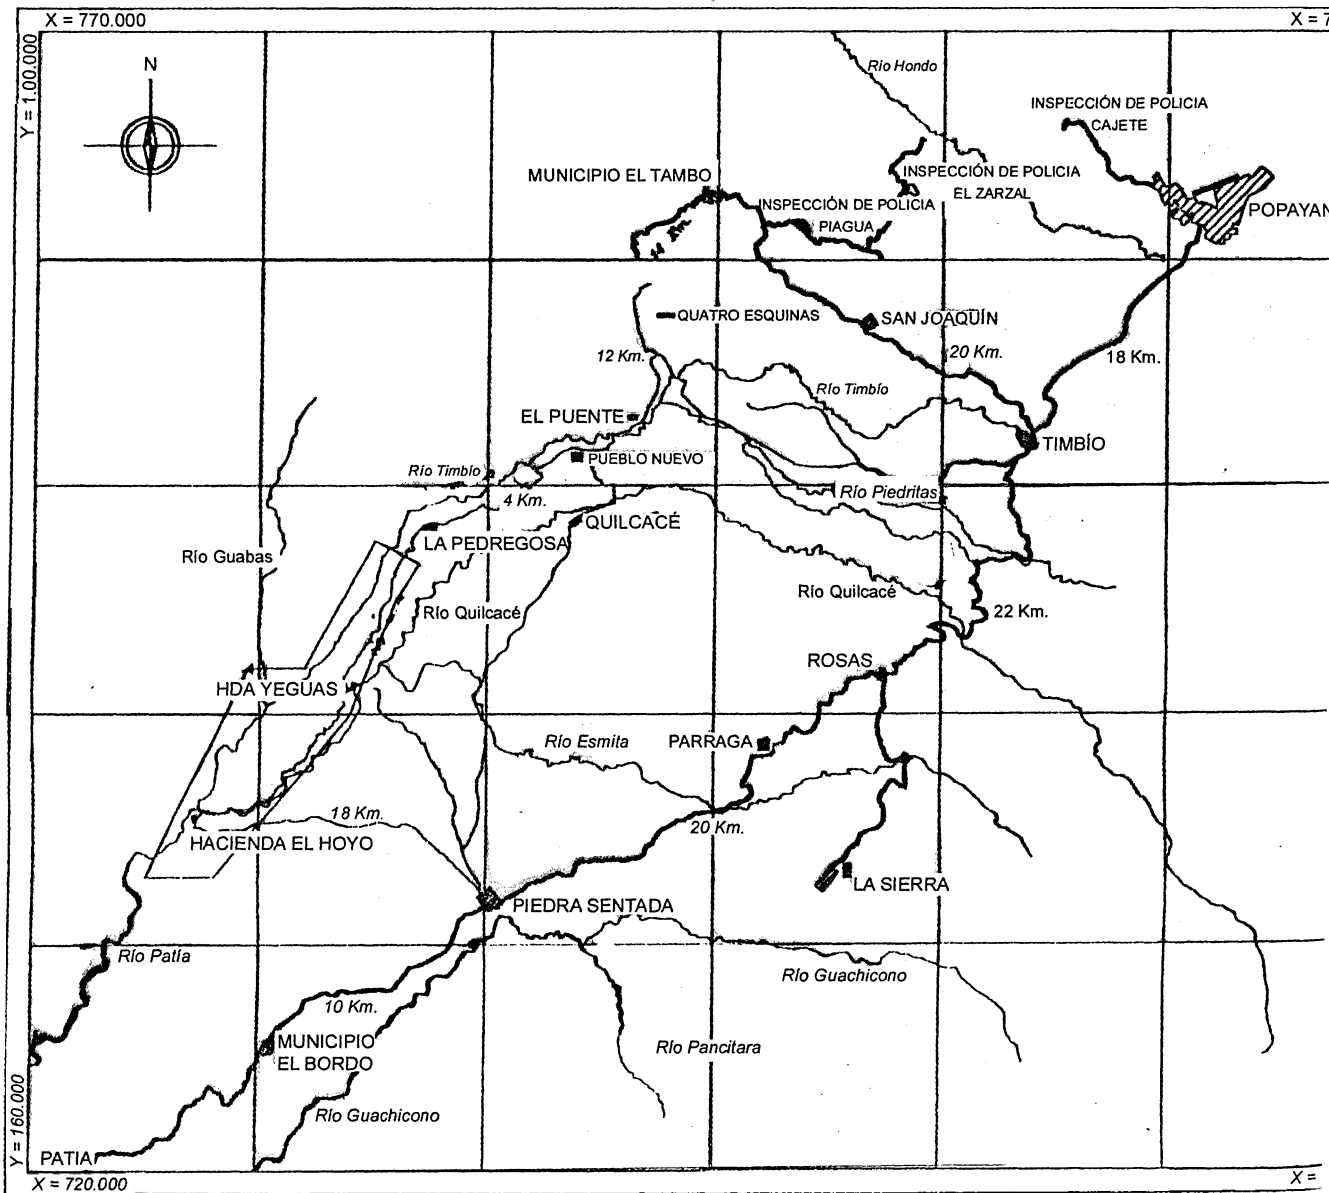 X = 770.000
X = 7
Y = 1.00.000
N
Río Hondo
INSPECCIÓN DE POLICIA
CAJETE
MUNICIPIO EL TAMBO
INSPECCIÓN DE POLICIA
EL ZARZAL
INSPECCIÓN DE POLICIA
PIAGUA
POPAYAN
14 Km.
QUATRO ESQUINAS
SAN JOAQUÍN
12 Km.
20 Km.
18 Km.
Río Timbío
EL PUENTE
TIMBÍO
PUEBLO NUEVO
Río Timbío
4 Km.
Río Piedritas
QUILCACÉ
LA PEDREGOSA
Río Guabas
Río Quilcacé
Río Quilcacé
22 Km.
ROSAS
HDA YEGUAS
Río Esmita
PARRAGA
18 Km.
20 Km.
HACIENDA EL HOYO
LA SIERRA
PIEDRA SENTADA
Río Patía
Río Guachicono
10 Km.
MUNICIPIO
EL BORDO
Río Pancitara
Río Guachicono
Y = 160.000
PATIA
X = 720.000
X =